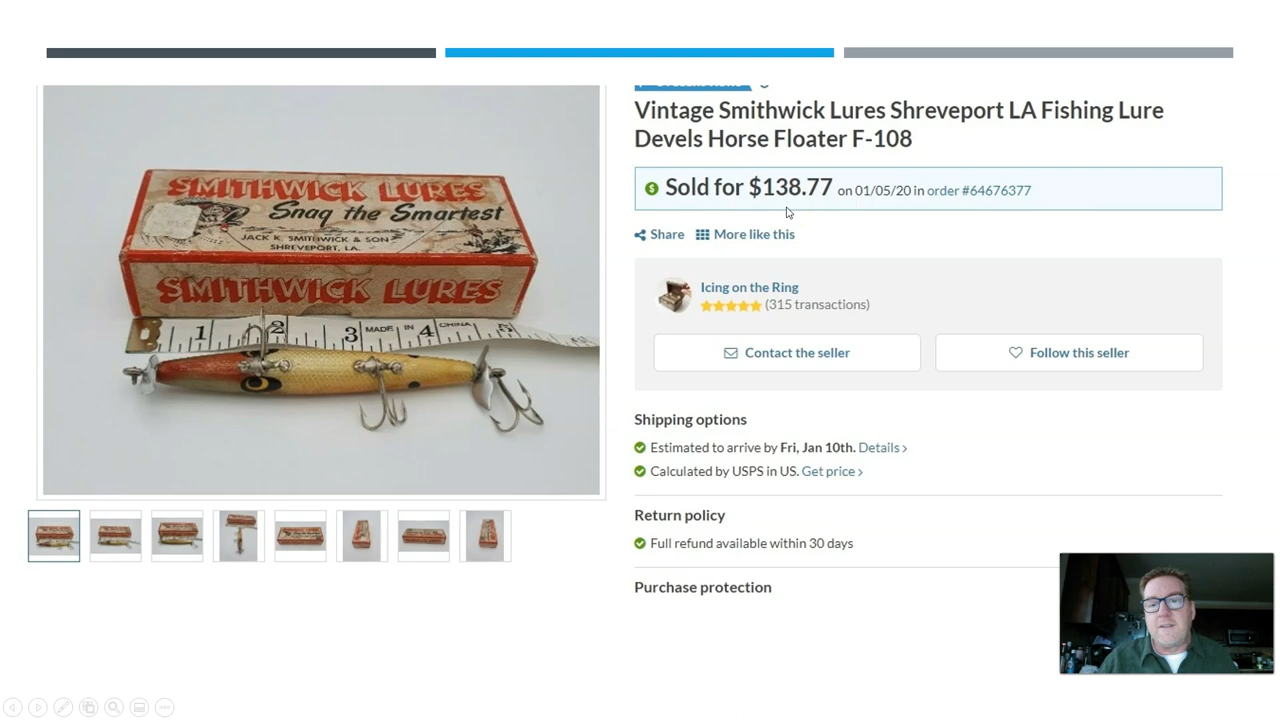 Vintage Smithwick Lures Shreveport LA Fishing Lure
Devels Horse Floater F-108
Sold for $138.77 on 01/05/20 in order #64676377
Share More like this
Icing on the Ring
(315 transactions)
Contact the seller
Follow this seller
Shipping options
Estimated to arrive by Fri, Jan 10th. Details >
Calculated by USPS in US. Get price >
Return policy
Full refund available within 30 days
Purchase protection
SMITHWICK LURES
Snag the Smartest
JACK K. SMITHWICK & SON
SHREVEPORT, LA.
SMITHWICK LURES
1 2 3 MADE IN 4 CHINA 5